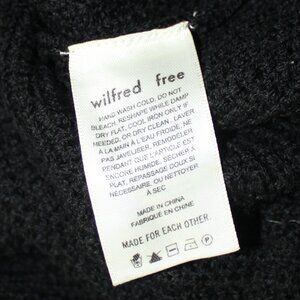 wilfred free
HAND WASH COLD, DO NOT
BLEACH, RESHAPE WHILE DAMP
DRY FLAT, COOL IRON ONLY IF
NEEDED, OR DRY CLEAN, LAVER
À LA MAIN À L'EAU FROIDE, NE
PAS JAVELISER, REMODELER
PENDANT QUE L'ARTICLE EST
ENCORE HUMIDE, SÉCHER À
PLAT, REPASSAGE DOUX SI
NÉCESSAIRE, OU NETTOYER
À SEC
MADE IN CHINA
FABRIQUÉ EN CHINE
MADE FOR EACH OTHER.
P